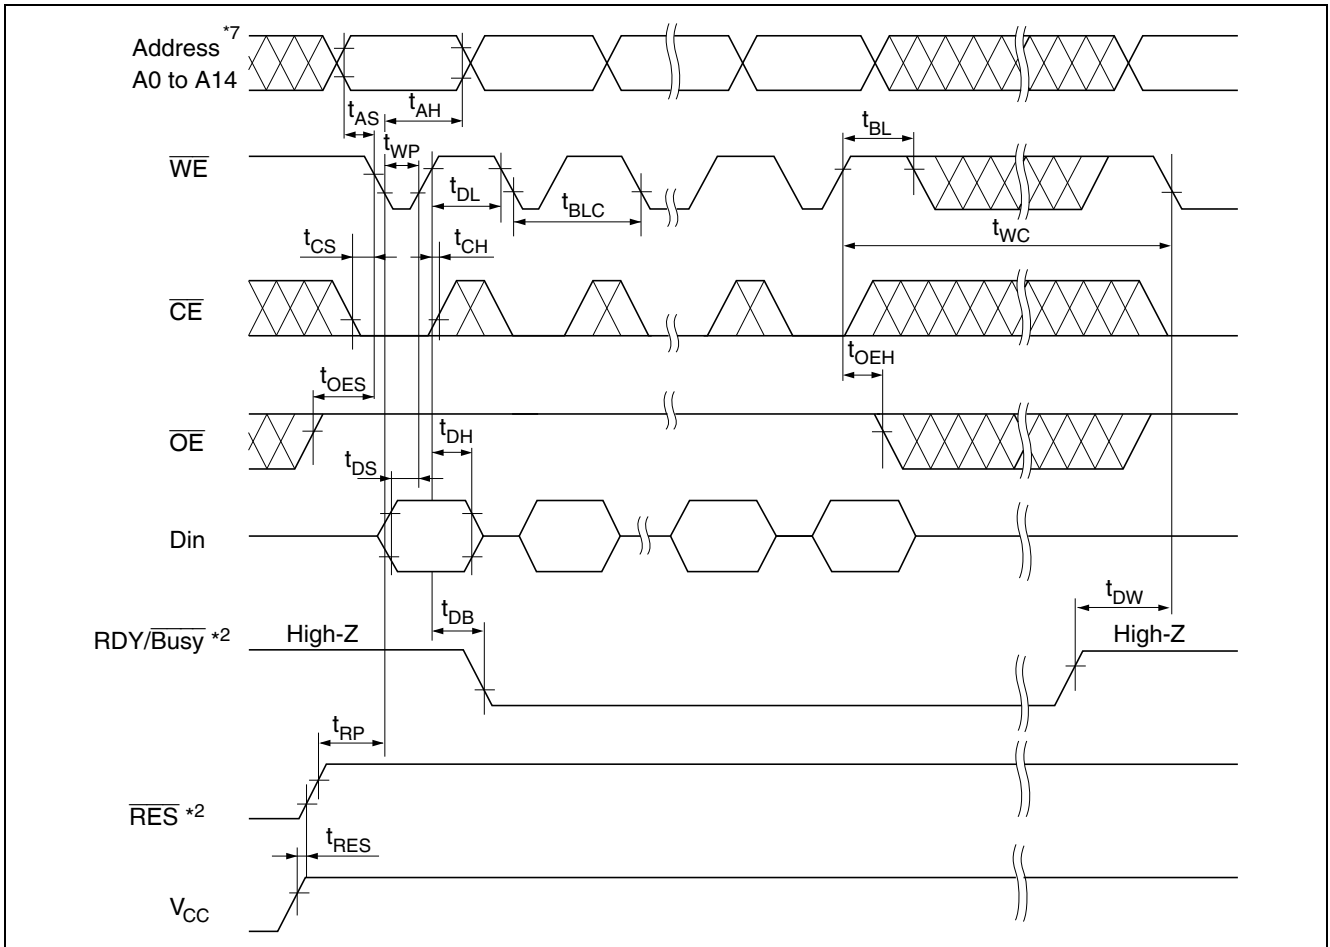 Address *7
A0 to A14
tAS
tAH
tWP
tBL
WE
tDL
tBLC
tWC
tCS
tCH
CE
tOEH
tOES
OE
tDH
tDS
Din
tDB
tDW
RDY/Busy *2
High-Z
High-Z
tRP
RES *2
tRES
VCC